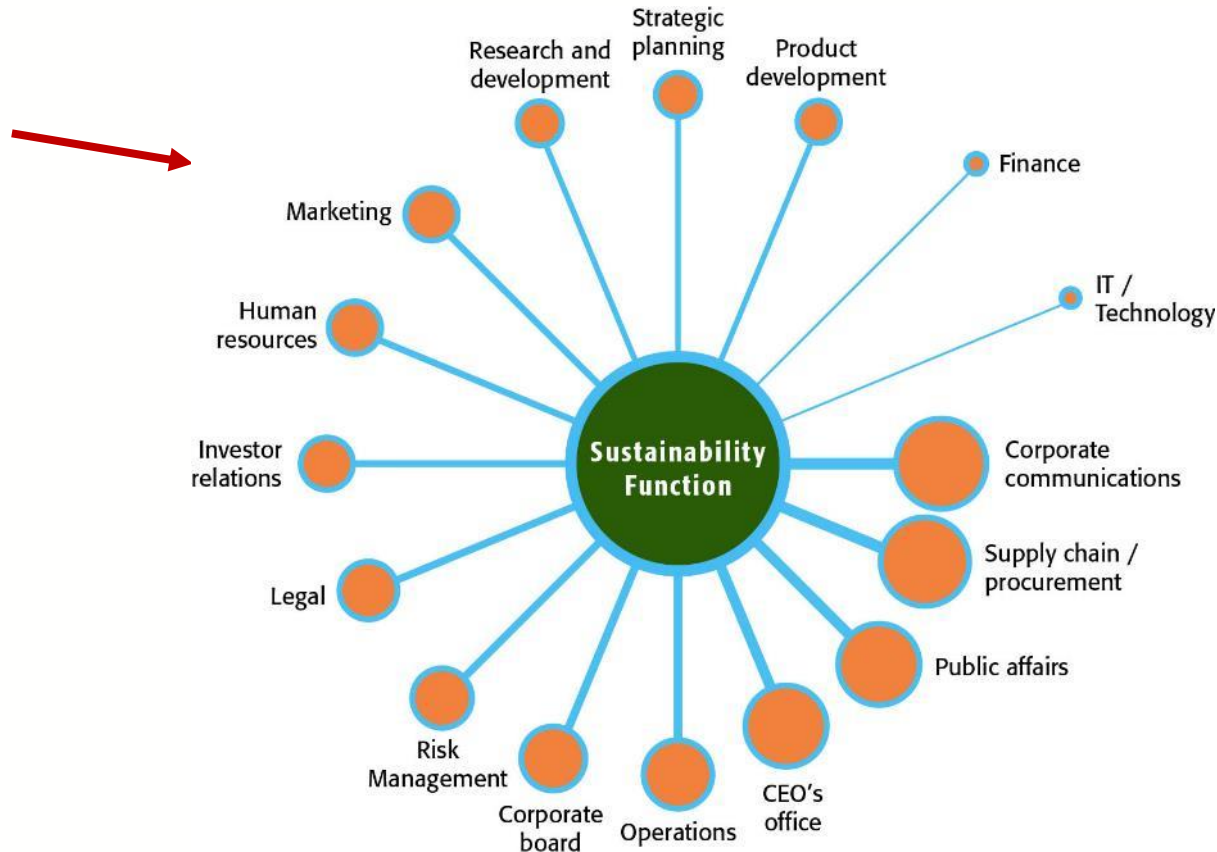 Strategic
planning
Research and
development
Product
development
Finance
Marketing
IT /
Technology
Human
resources
Investor
relations
Sustainability
Function
Corporate
communications
Supply chain /
procurement
Legal
Public affairs
Risk
Management
Corporate
board
Operations
CEO's
office